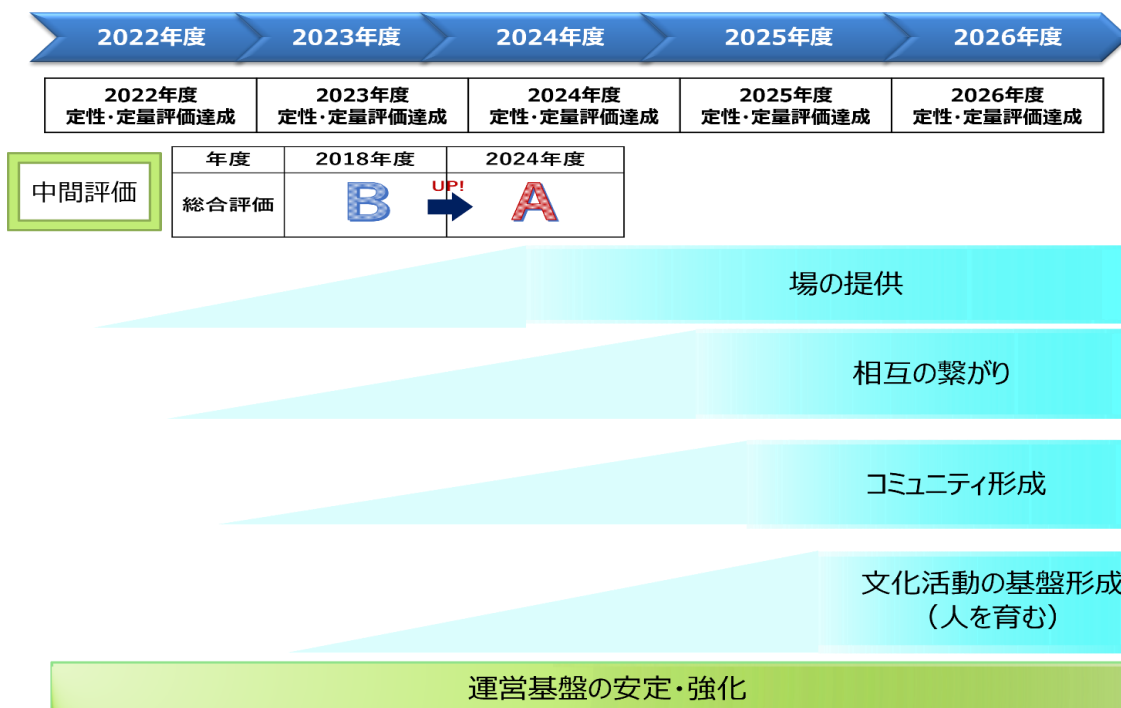 2022年度 2023年度 2024年度 2025年度 2026年度
2022年度 2023年度 2024年度 2025年度 2026年度
定性・定量評価達成 定性・定量評価達成 定性・定量評価達成 定性・定量評価達成 定性・定量評価達成
中間評価
年度 2018年度 2024年度
総合評価 B UP! A
場の提供
相互の繋がり
コミュニティ形成
文化活動の基盤形成
（人を育む）
運営基盤の安定・強化